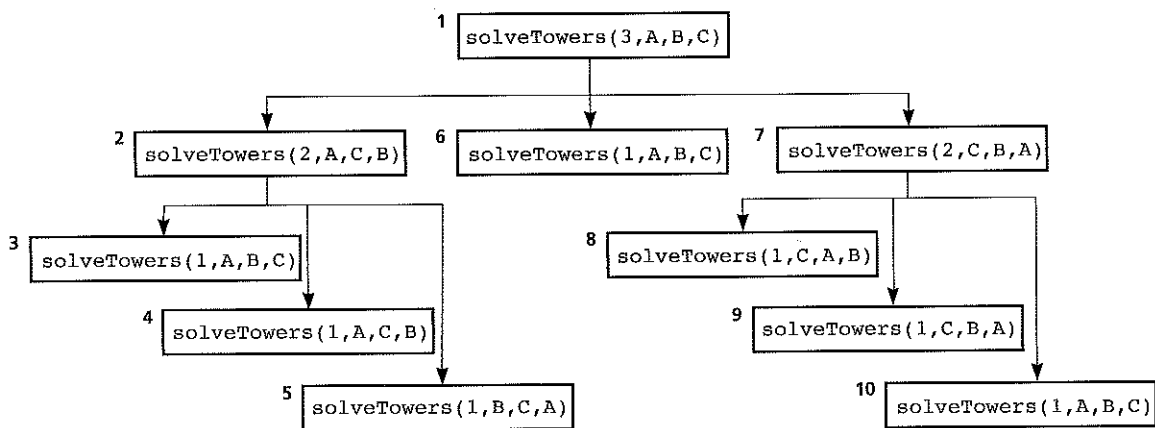 1
solveTowers(3,A,B,C)
2
solveTowers(2,A,C,B)
6
solveTowers(1,A,B,C)
7
solveTowers(2,C,B,A)
3
solveTowers(1,A,B,C)
8
solveTowers(1,C,A,B)
4
solveTowers(1,A,C,B)
9
solveTowers(1,C,B,A)
5
solveTowers(1,B,C,A)
10
solveTowers(1,A,B,C)